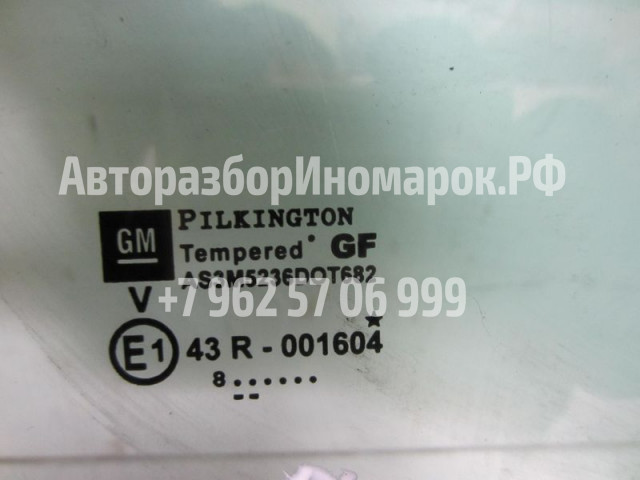 АвторазборИномарок.РФ
GM
PILKINGTON
Tempered GF
AS3M5236DOT682
+7 962 57 06 999
V
E1 43 R - 001604
8......